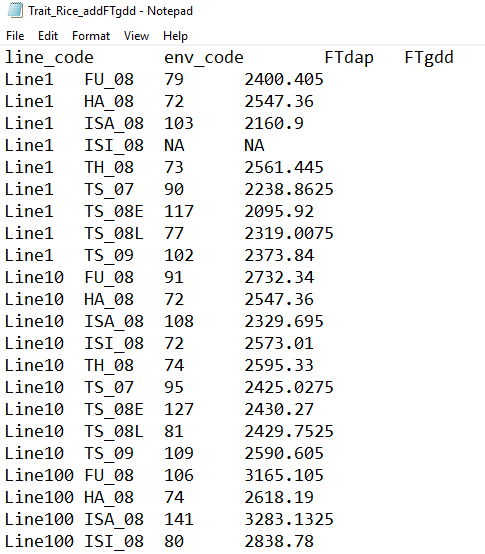 Trait_Rice_addFTgdd - Notepad
File Edit Format View Help
line_code env_code FTdap FTgdd
Line1 FU_08 79 2400.405
Line1 HA_08 72 2547.36
Line1 ISA_08 103 2160.9
Line1 ISI_08 NA NA
Line1 TH_08 73 2561.445
Line1 TS_07 90 2238.8625
Line1 TS_08E 117 2095.92
Line1 TS_08L 77 2319.0075
Line1 TS_09 102 2373.84
Line10 FU_08 91 2732.34
Line10 HA_08 72 2547.36
Line10 ISA_08 108 2329.695
Line10 ISI_08 72 2573.01
Line10 TH_08 74 2595.33
Line10 TS_07 95 2425.0275
Line10 TS_08E 127 2430.27
Line10 TS_08L 81 2429.7525
Line10 TS_09 109 2590.605
Line100 FU_08 106 3165.105
Line100 HA_08 74 2618.19
Line100 ISA_08 141 3283.1325
Line100 ISI_08 80 2838.78